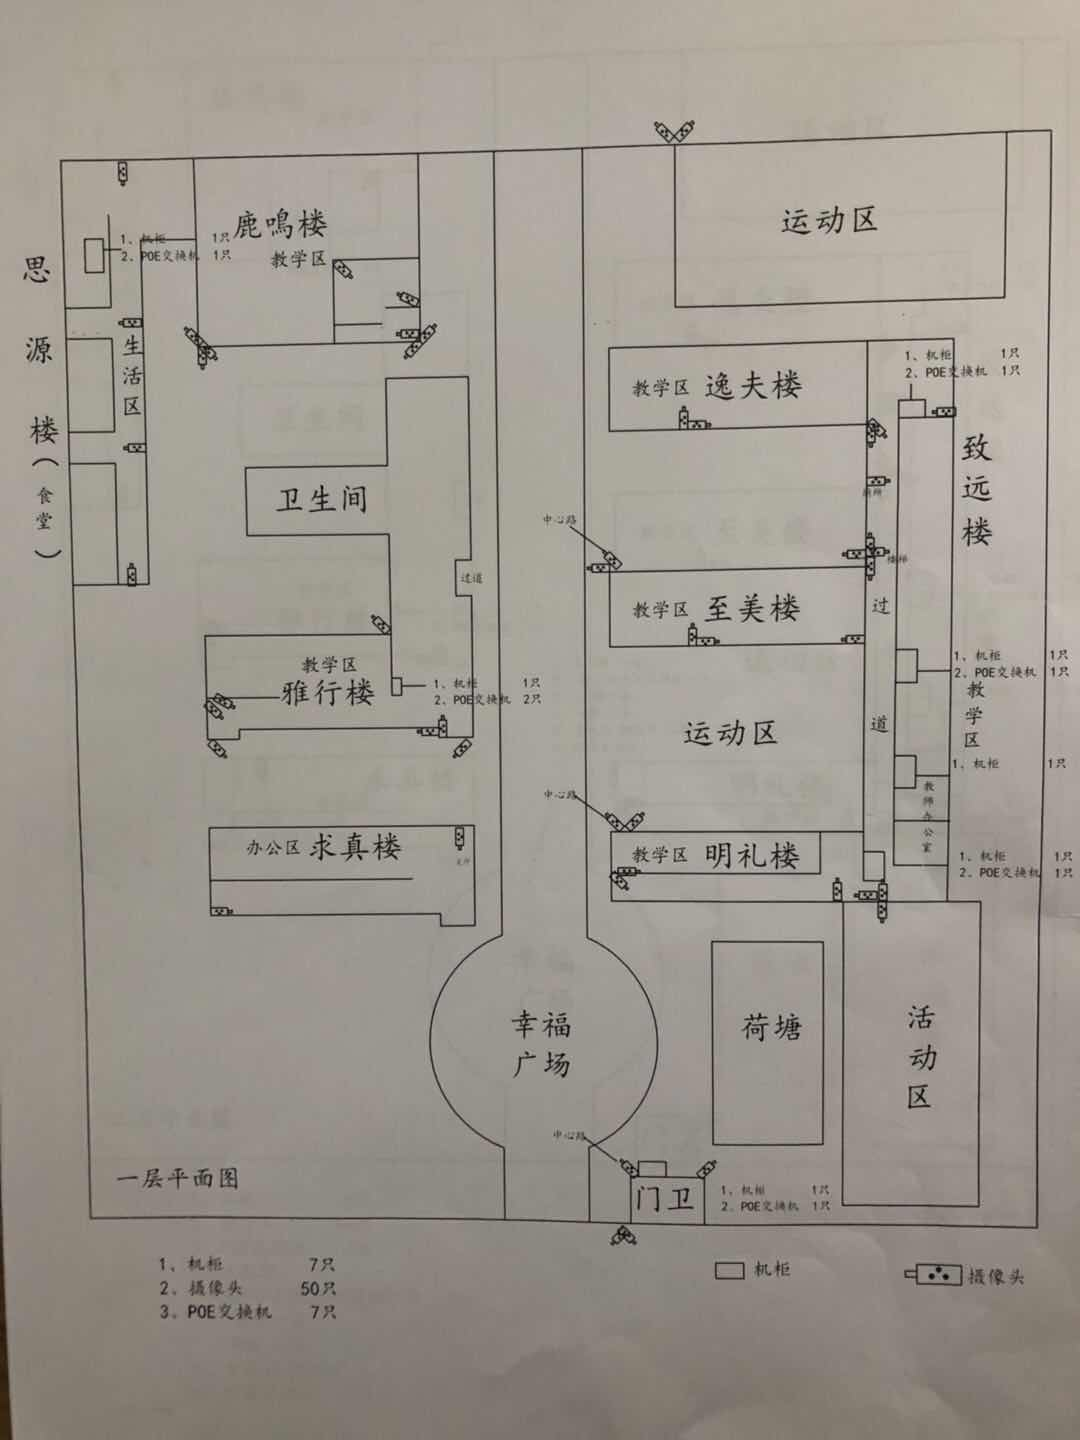 鹿鳴楼
教学区
运动区
1、机柜 1只
2、POE交换机 1只
思源楼(食堂)
生活区
教学区 逸夫楼
1、机柜 1只
2、POE交换机 1只
致远楼
卫生间
厕所
中心路
楼梯
过道
教学区 至美楼
过道
教学区
雅行楼
1、机柜 1只
2、POE交换机 2只
1、机柜 1只
2、POE交换机 1只
教学区
运动区
1、机柜 1只
教师办公室
中心路
办公区 求真楼
教学区 明礼楼
1、机柜 1只
2、POE交换机 1只
幸福
广场
荷塘
活动区
中心路
一层平面图
门卫
1、机柜 1只
2、POE交换机 1只
1、机柜 7只
2、摄像头 50只
3、POE交换机 7只
机柜
摄像头